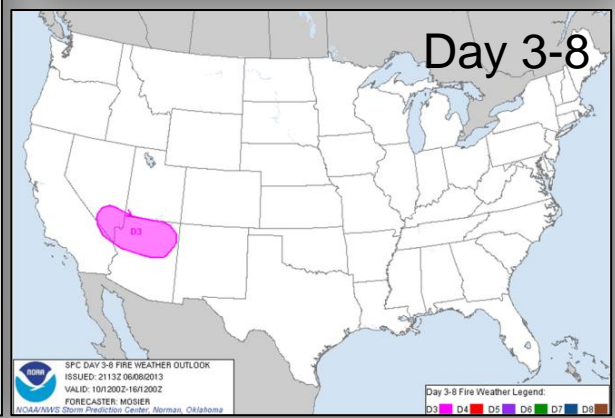 Day 3-8
D3
NOAA
SPC DAY 3-8 FIRE WEATHER OUTLOOK
ISSUED: 2113Z 06/08/2013
VALID: 10/1200Z-16/1200Z
FORECASTER: MOSIER
NOAA/NWS Storm Prediction Center, Norman, Oklahoma
Day 3-8 Fire Weather Legend:
D3 D4 D5 D6 D7 D8